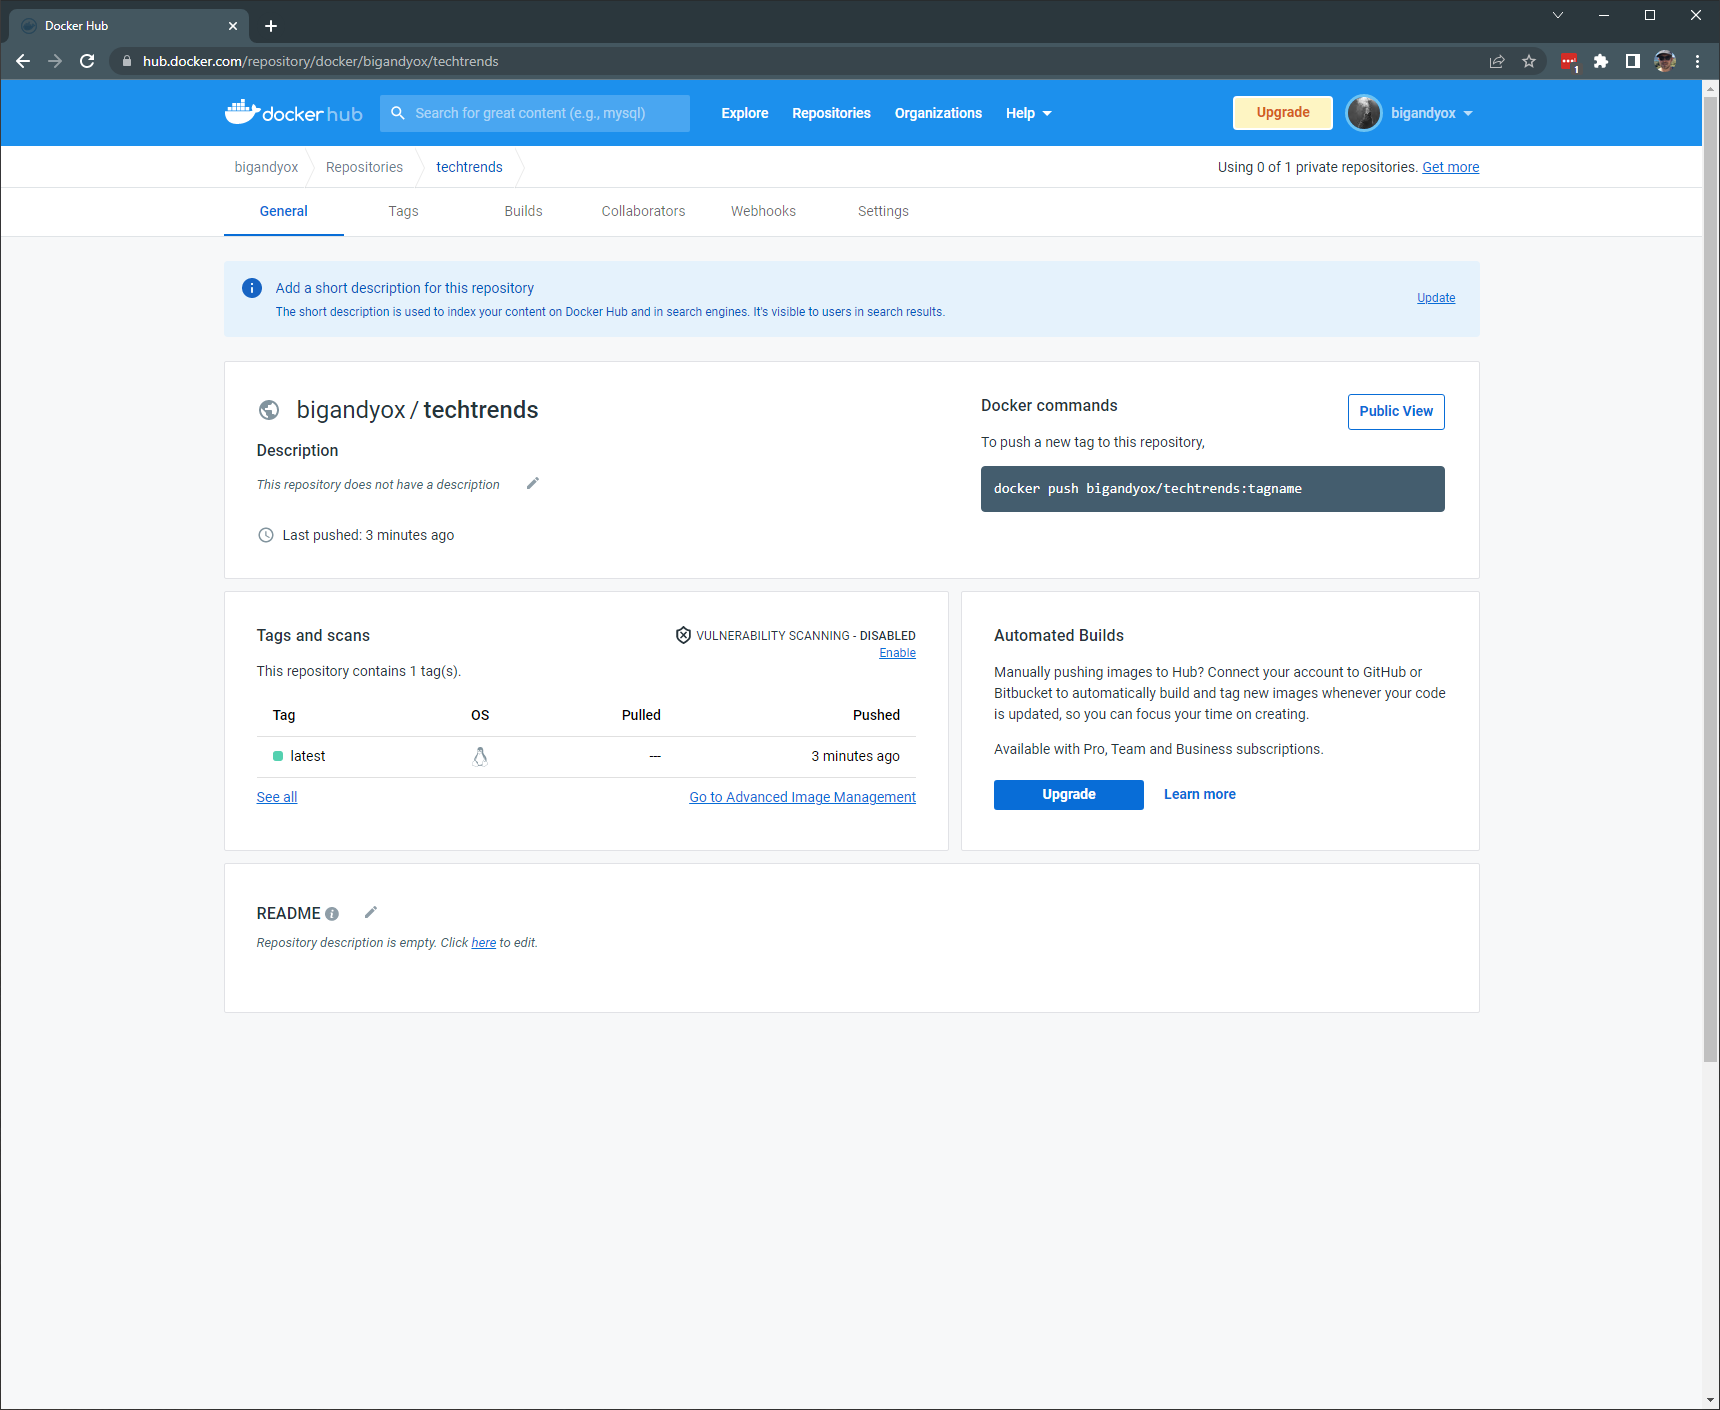 Docker Hub
hub.docker.com/repository/docker/bigandyox/techtrends
1
docker hub
Search for great content (e.g., mysql)
Explore
Repositories
Organizations
Help
Upgrade
bigandyox
bigandyox
Repositories
techtrends
Using 0 of 1 private repositories. Get more
General
Tags
Builds
Collaborators
Webhooks
Settings
Add a short description for this repository
The short description is used to index your content on Docker Hub and in search engines. It's visible to users in search results.
Update
bigandyox / techtrends
Description
This repository does not have a description
Last pushed: 3 minutes ago
Docker commands
Public View
To push a new tag to this repository,
docker push bigandyox/techtrends:tagname
Tags and scans
VULNERABILITY SCANNING - DISABLED
Enable
This repository contains 1 tag(s).
Tag OS Pulled Pushed
latest --- 3 minutes ago
See all
Go to Advanced Image Management
Automated Builds
Manually pushing images to Hub? Connect your account to GitHub or
Bitbucket to automatically build and tag new images whenever your code
is updated, so you can focus your time on creating.
Available with Pro, Team and Business subscriptions.
Upgrade
Learn more
README
Repository description is empty. Click here to edit.